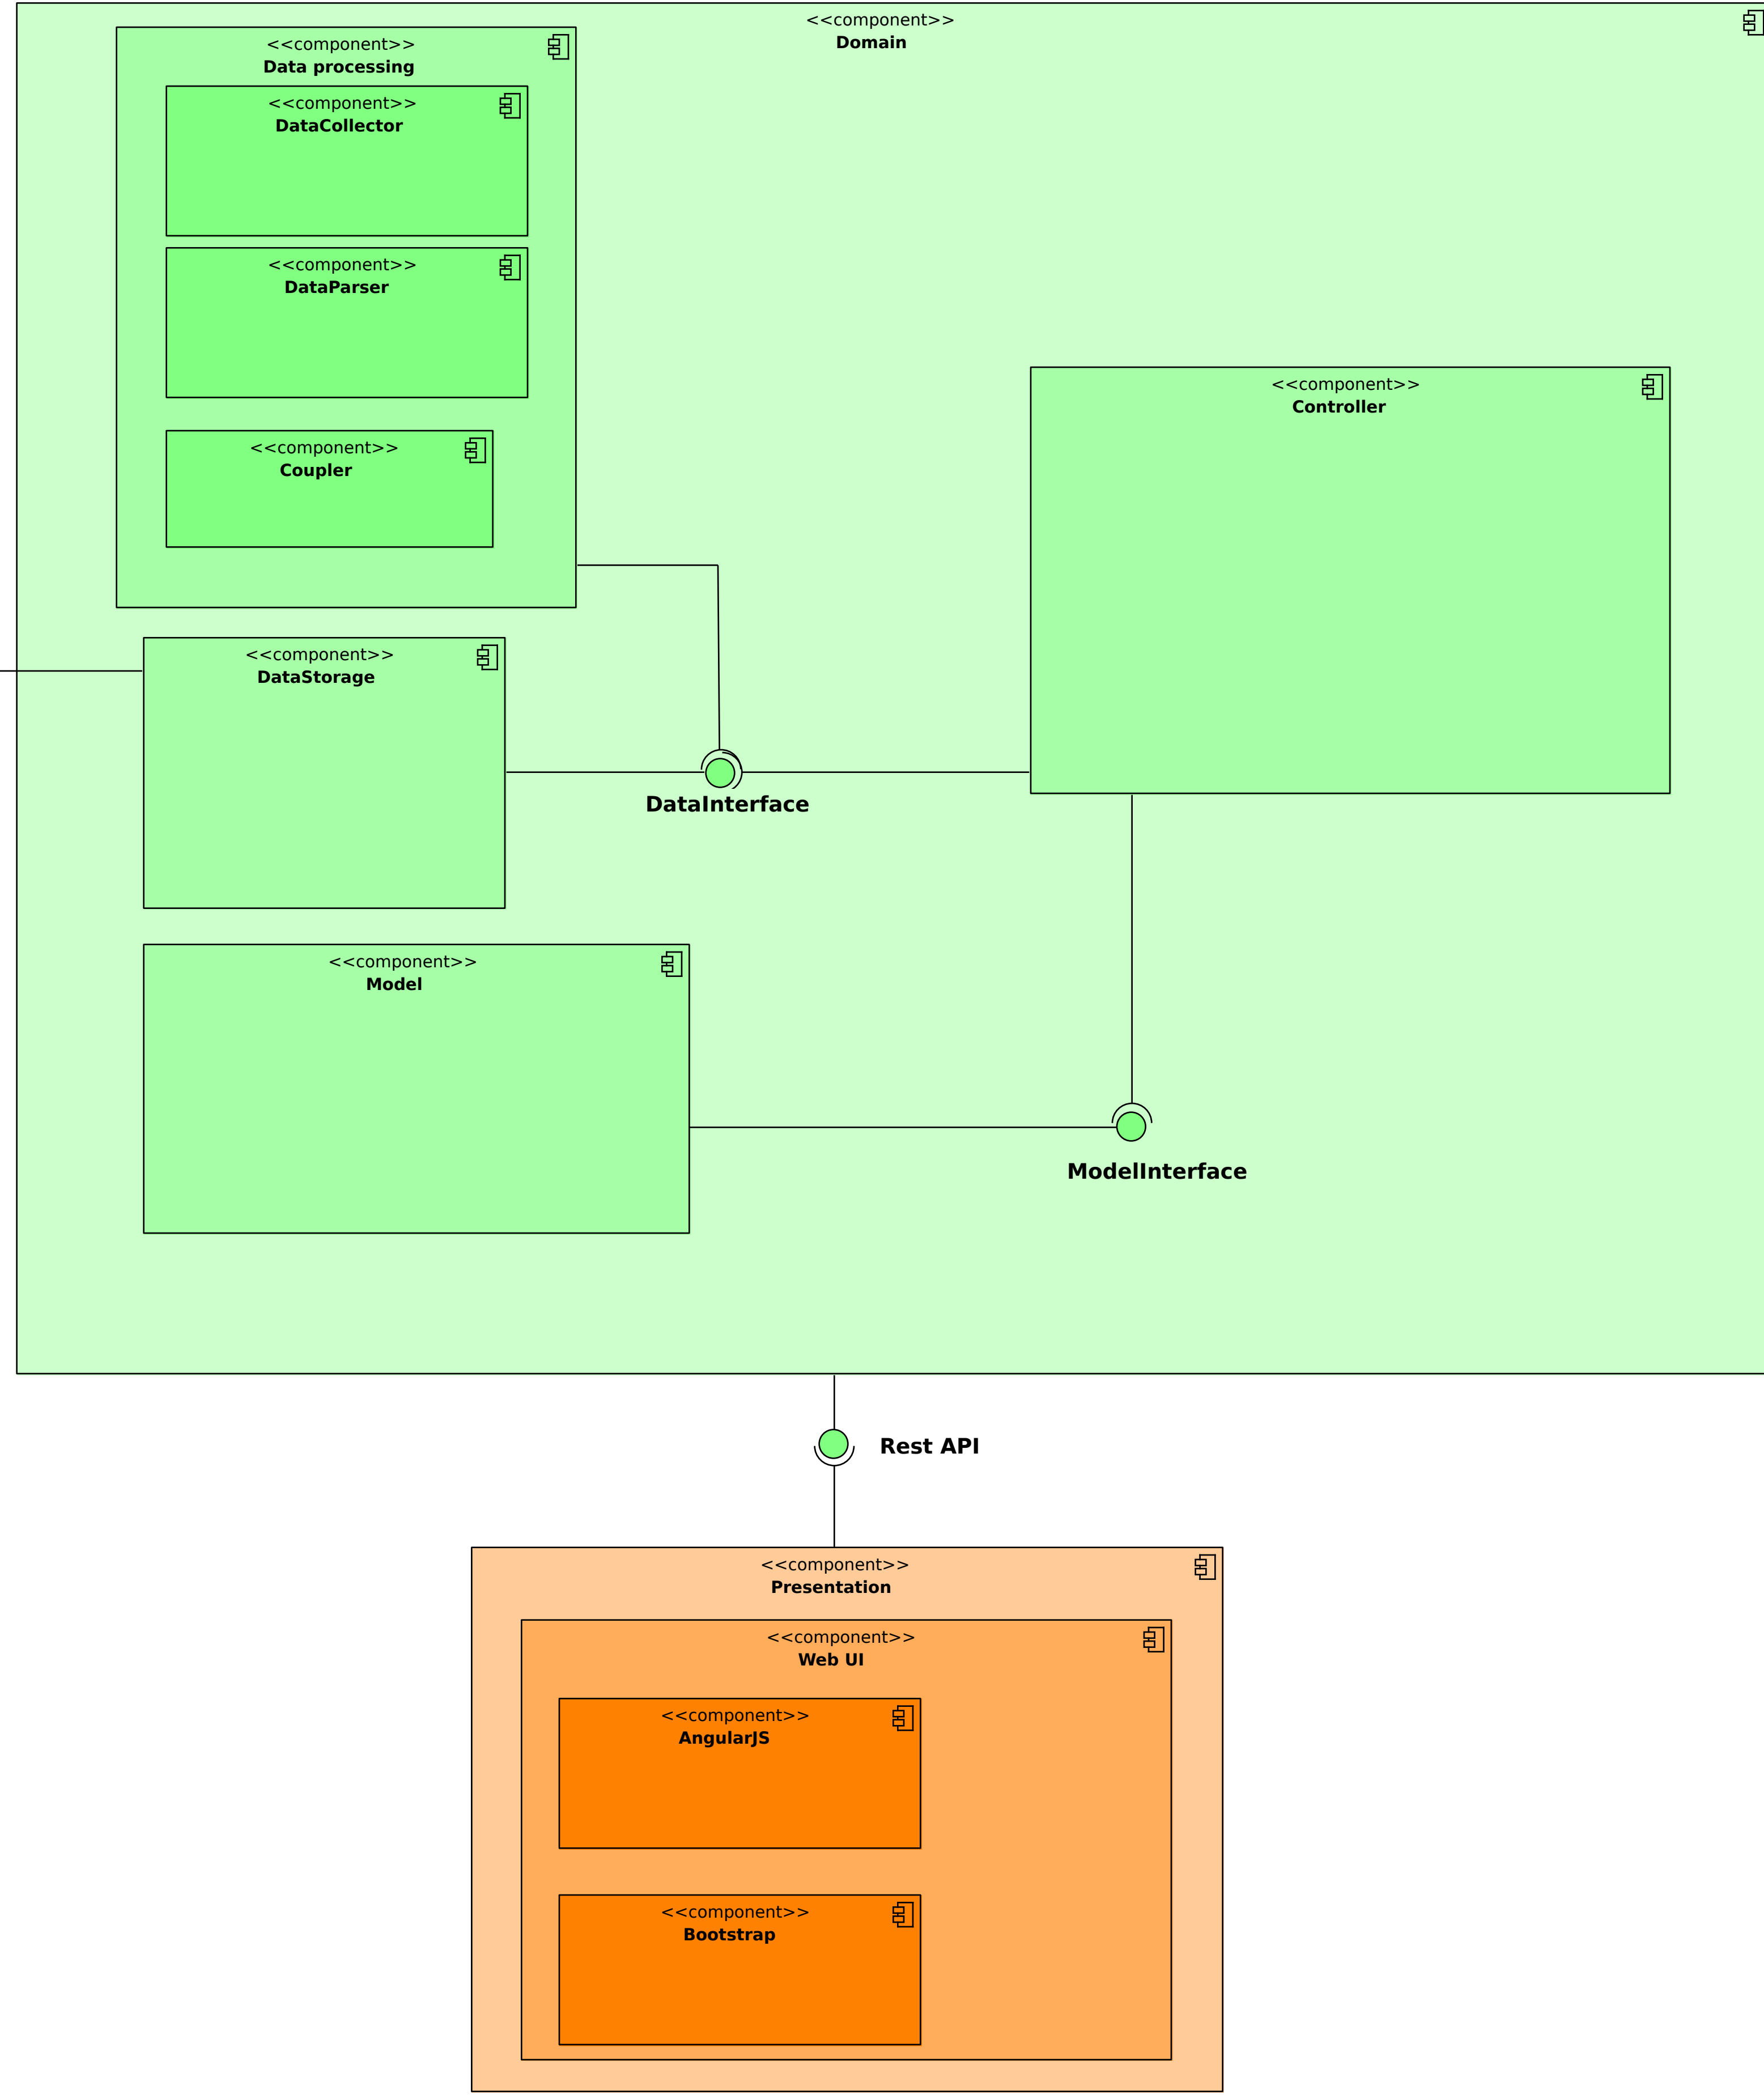 <<component>>
Domain
<<component>>
Data processing
<<component>>
DataCollector
<<component>>
DataParser
<<component>>
Coupler
<<component>>
Controller
<<component>>
DataStorage
DataInterface
<<component>>
Model
ModelInterface
Rest API
<<component>>
Presentation
<<component>>
Web UI
<<component>>
AngularJS
<<component>>
Bootstrap